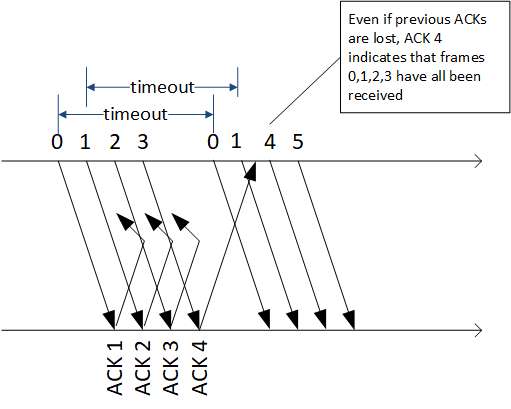 Even if previous ACKs
are lost, ACK 4
indicates that frames
0,1,2,3 have all been
received
timeout
timeout
0 1 2 3 0 1 4 5
ACK 1
ACK 2
ACK 3
ACK 4